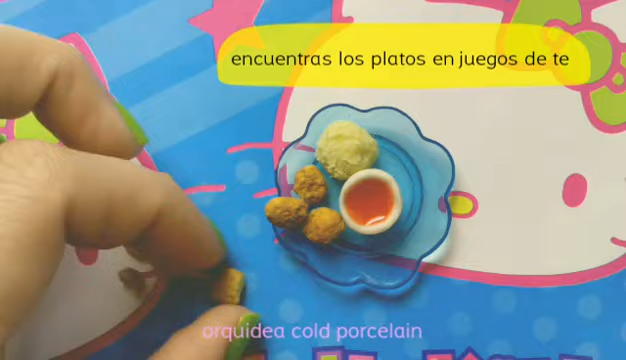 encuentras los platos en juegos de te
orquidea cold porcelain